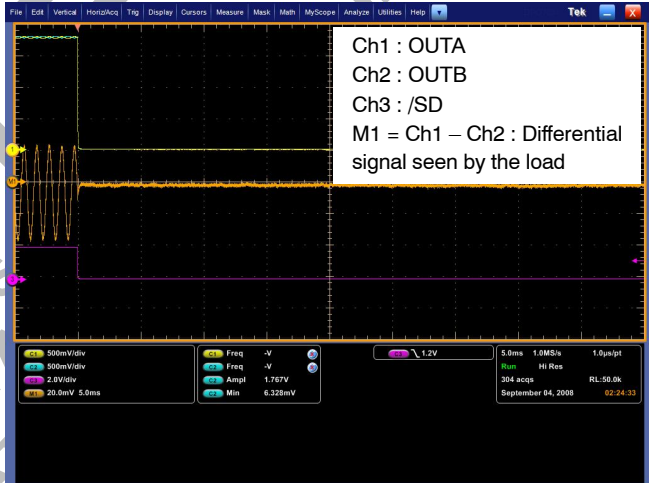 File Edit Vertical Horiz/Acq Trig Display Cursors Measure Mask Math MyScope Analyze Utilities Help Tek X
Ch1 : OUTA
Ch2 : OUTB
Ch3 : /SD
M1 = Ch1 – Ch2 : Differential
signal seen by the load
1
M1
3
C1 500mV/div
C2 500mV/div
C3 2.0V/div
M1 20.0mV 5.0ms
C1 Freq -V
C2 Freq -V
C2 Ampl 1.767V
C2 Min 6.328mV
C3 1.2V
5.0ms 1.0MS/s 1.0µs/pt
Run Hi Res
304 acqs RL:50.0k
September 04, 2008 02:24:33